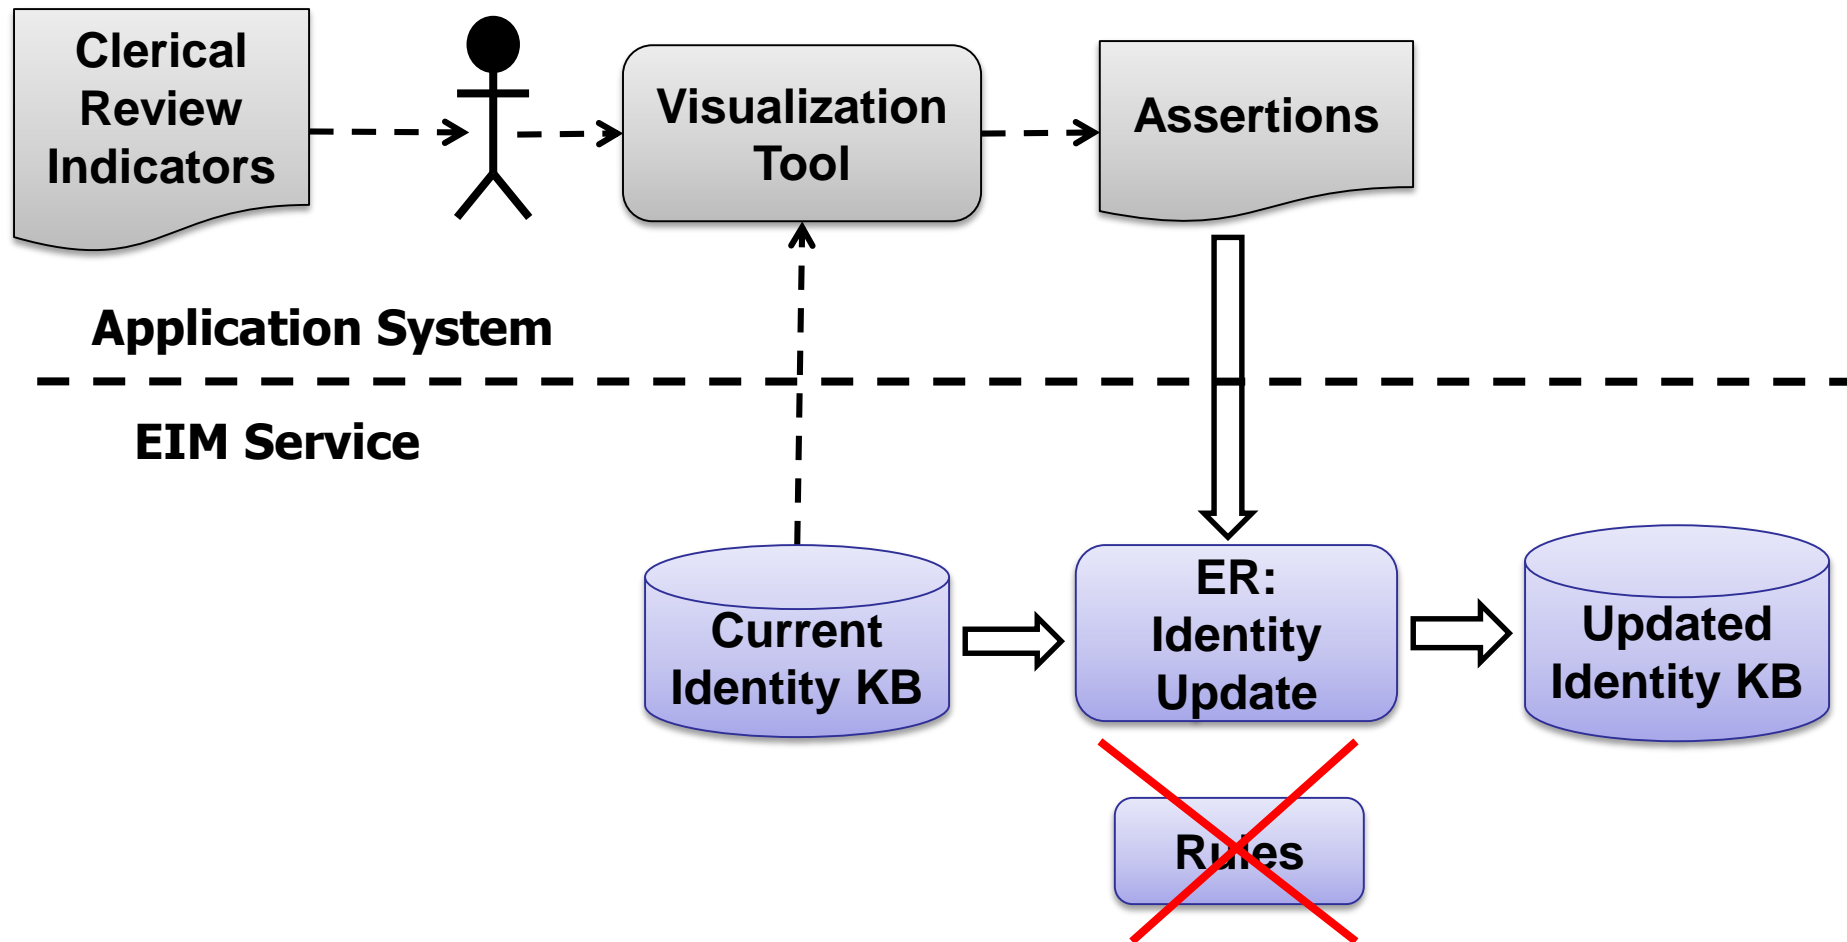 Clerical
Review
Indicators
Visualization
Tool
Assertions
Application System
EIM Service
Current
Identity KB
ER:
Identity
Update
Updated
Identity KB
Rules